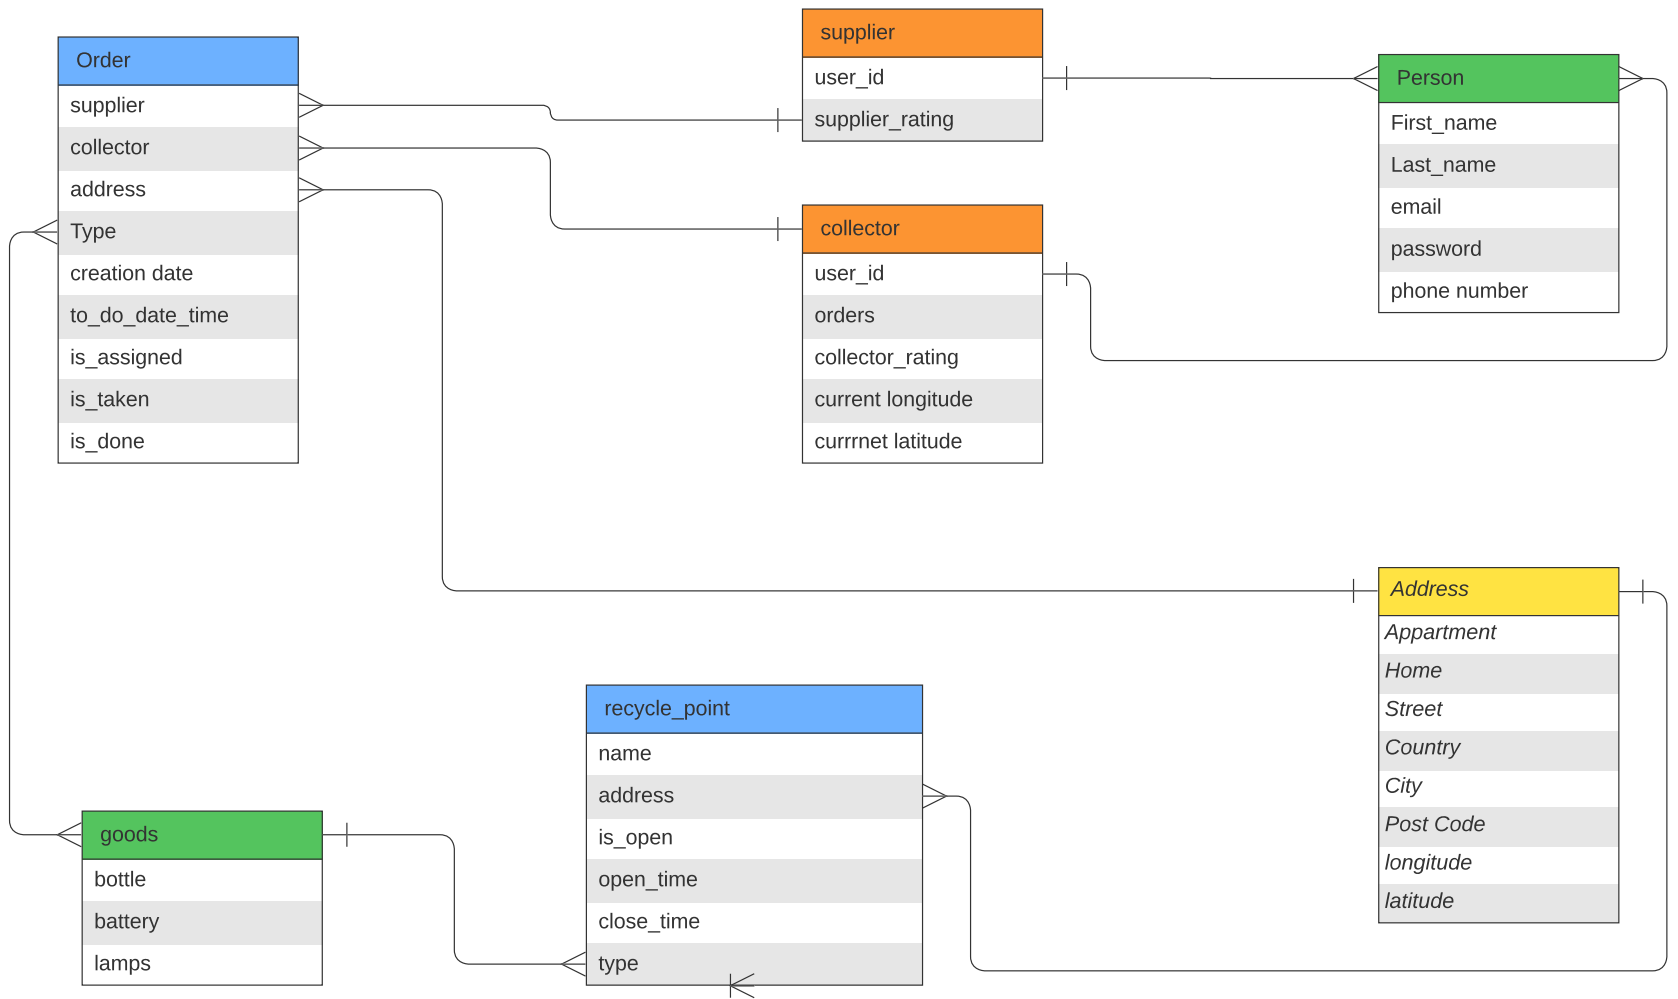 Order
supplier
collector
address
Type
creation date
to_do_date_time
is_assigned
is_taken
is_done
supplier
user_id
supplier_rating
collector
user_id
orders
collector_rating
current longitude
currrnet latitude
Person
First_name
Last_name
email
password
phone number
Address
Appartment
Home
Street
Country
City
Post Code
longitude
latitude
recycle_point
name
address
is_open
open_time
close_time
type
goods
bottle
battery
lamps